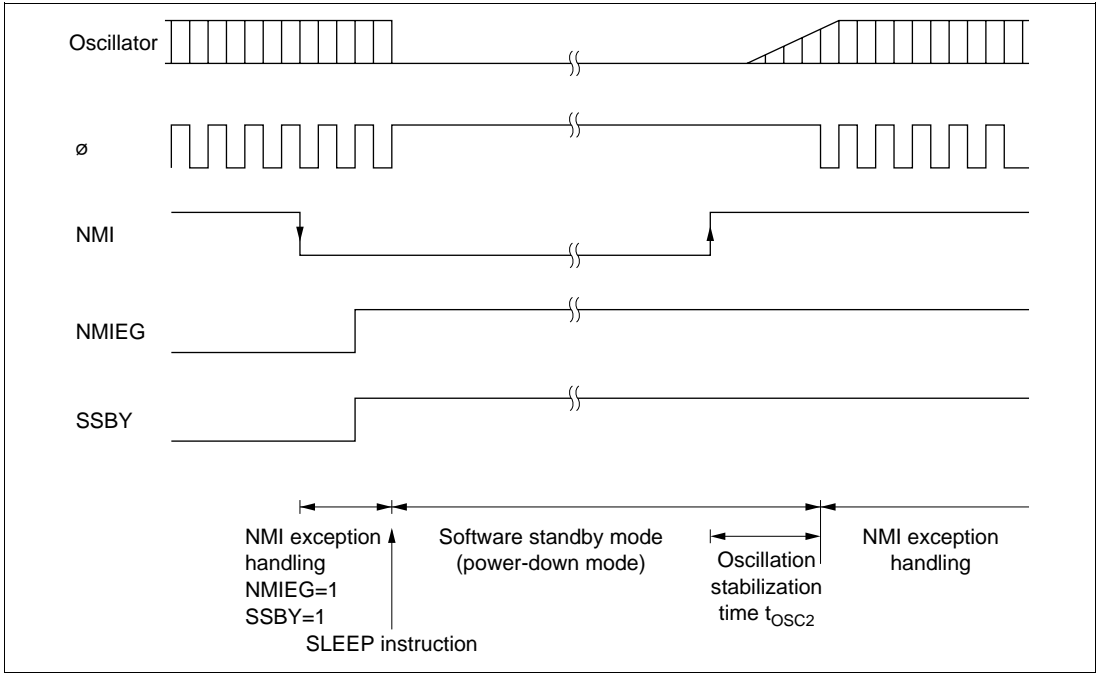 Oscillator
ø
NMI
NMIEG
SSBY
NMI exception
handling
NMIEG=1
SSBY=1
SLEEP instruction
Software standby mode
(power-down mode)
Oscillation
stabilization
time tOSC2
NMI exception
handling